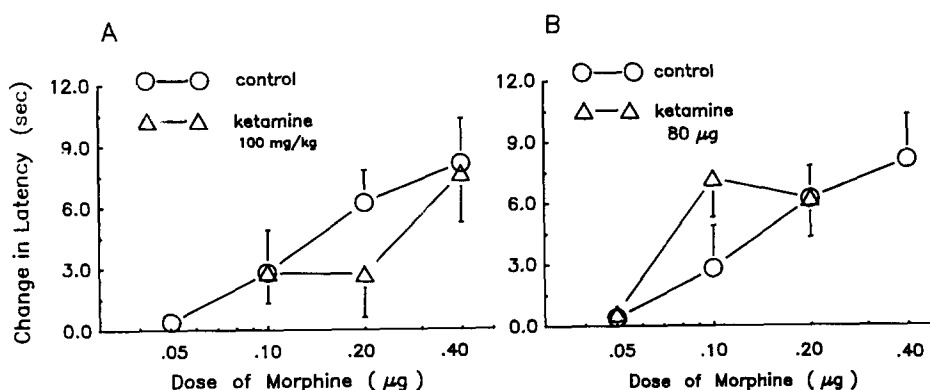 A
control
ketamine
100 mg/kg
12.0
9.0
6.0
3.0
0.0
Change in Latency (sec)
.05 .10 .20 .40
Dose of Morphine (μg)
B
control
ketamine
80 μg
12.0
9.0
6.0
3.0
0.0
.05 .10 .20 .40
Dose of Morphine (μg)